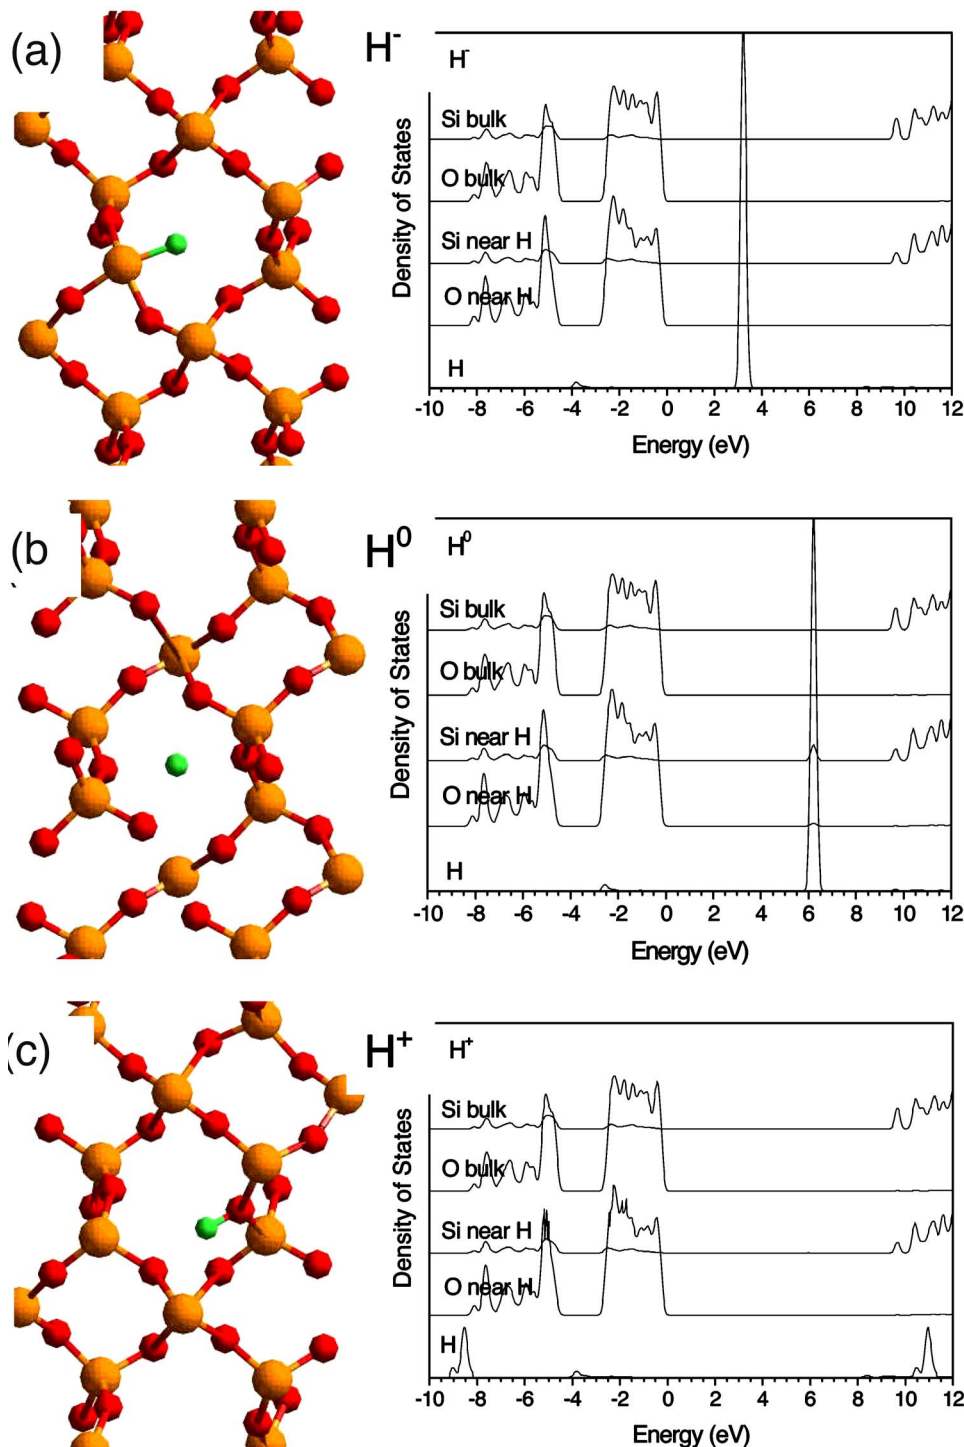 (a)
H⁻
H⁻
Si bulk
O bulk
Si near H
O near H
H
Density of States
-10 -8 -6 -4 -2 0 2 4 6 8 10 12
Energy (eV)
(b
H⁰
H⁰
Si bulk
O bulk
Si near H
O near H
H
Density of States
-10 -8 -6 -4 -2 0 2 4 6 8 10 12
Energy (eV)
(c)
H⁺
H⁺
Si bulk
O bulk
Si near H
O near H
H
Density of States
-10 -8 -6 -4 -2 0 2 4 6 8 10 12
Energy (eV)